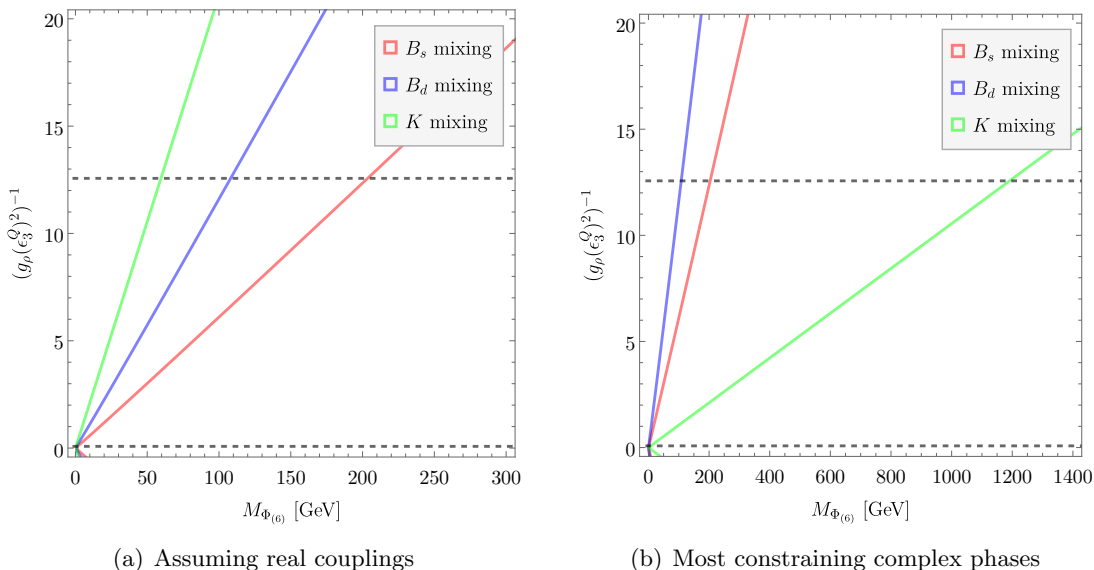 20
15
10
5
0
(g_ρ(ϵ_3^Q)^2)^{-1}
B_s mixing
B_d mixing
K mixing
0 50 100 150 200 250 300
M_{Φ_{(6)}} [GeV]
(a) Assuming real couplings
20
15
10
5
0
(g_ρ(ϵ_3^Q)^2)^{-1}
B_s mixing
B_d mixing
K mixing
0 200 400 600 800 1000 1200 1400
M_{Φ_{(6)}} [GeV]
(b) Most constraining complex phases